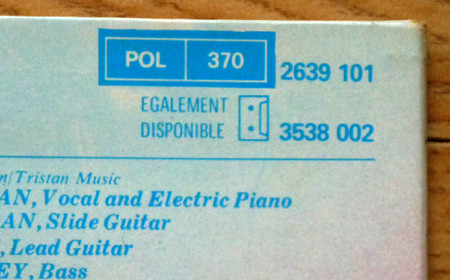 POL 370 2639 101
EGALEMENT
DISPONIBLE 3538 002
Tristan Music
AN, Vocal and Electric Piano
AN, Slide Guitar
, Lead Guitar
EY, Bass